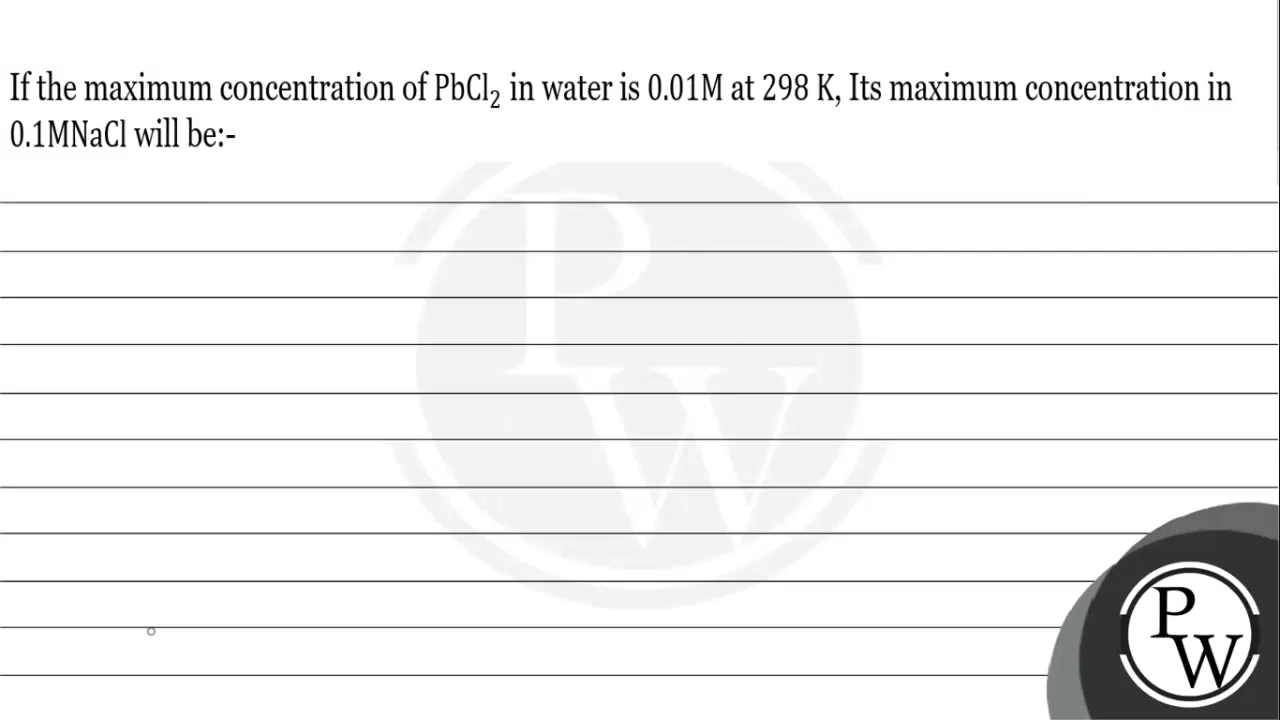 If the maximum concentration of PbCl₂ in water is 0.01M at 298 K, Its maximum concentration in
0.1MNaCl will be:-
P
W
P
W